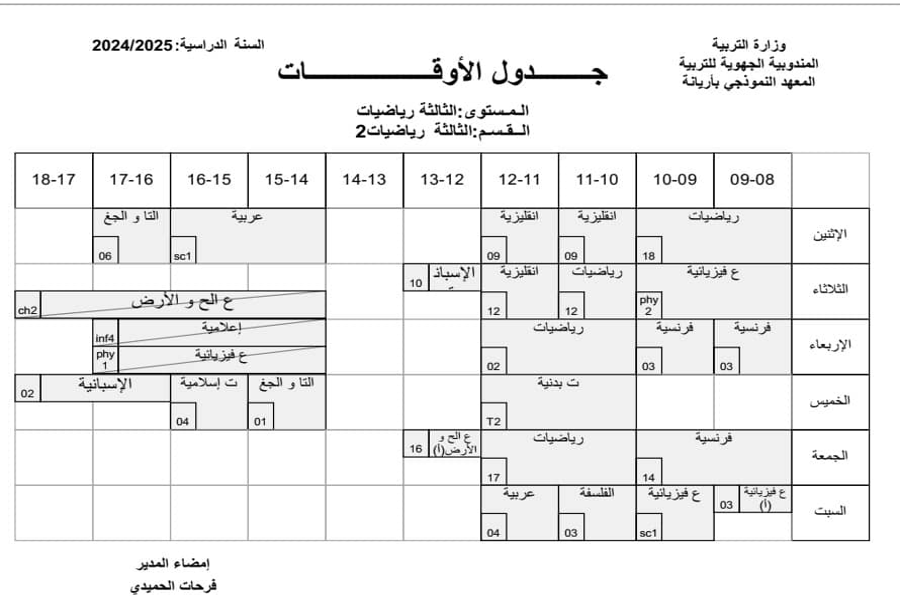 وزارة التربية
المندوبية الجهوية للتربية
المعهد النموذجي بأريانة
السنة الدراسية: 2024/2025
جدول الأوقات
المستوى:الثالثة رياضيات
القسم:الثالثة رياضيات2
09-08 10-09 11-10 12-11 13-12 14-13 15-14 16-15 17-16 18-17
الإثنين
رياضيات 18
انقليزية 09
انقليزية 09
عربية sc1
التا و الجغ 06
الثلاثاء
ع فيزيائية phy 2
رياضيات 12
انقليزية 12
الإسبان 10
ع الح و الأرض ch2
الإربعاء
فرنسية 03
فرنسية 03
رياضيات 02
إعلامية inf4
ع فيزيائية phy 1
الخميس
ت بدنية T2
التا و الجغ 01
ت إسلامية 04
الإسبانية 02
الجمعة
فرنسية 14
رياضيات 17
ع الح و الأرض(أ) 16
السبت
ع فيزيائية (أ) 03
ع فيزيائية sc1
الفلسفة 03
عربية 04
إمضاء المدير
فرحات الحميدي